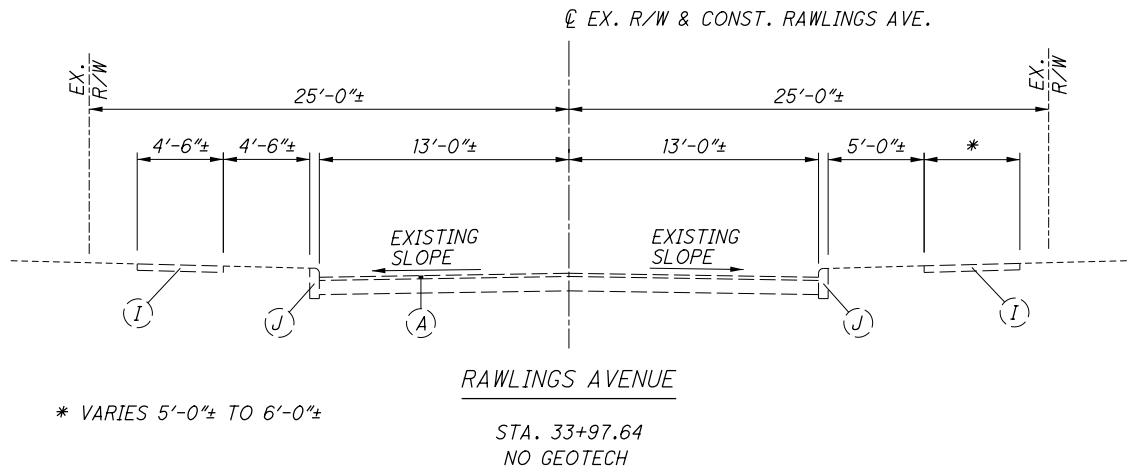 ℄ EX. R/W & CONST. RAWLINGS AVE.
EX.
R/W
EX.
R/W
25'-0"±
25'-0"±
4'-6"±
4'-6"±
13'-0"±
13'-0"±
5'-0"±
*
EXISTING
SLOPE
EXISTING
SLOPE
I
J
A
J
I
RAWLINGS AVENUE
* VARIES 5'-0"± TO 6'-0"±
STA. 33+97.64
NO GEOTECH